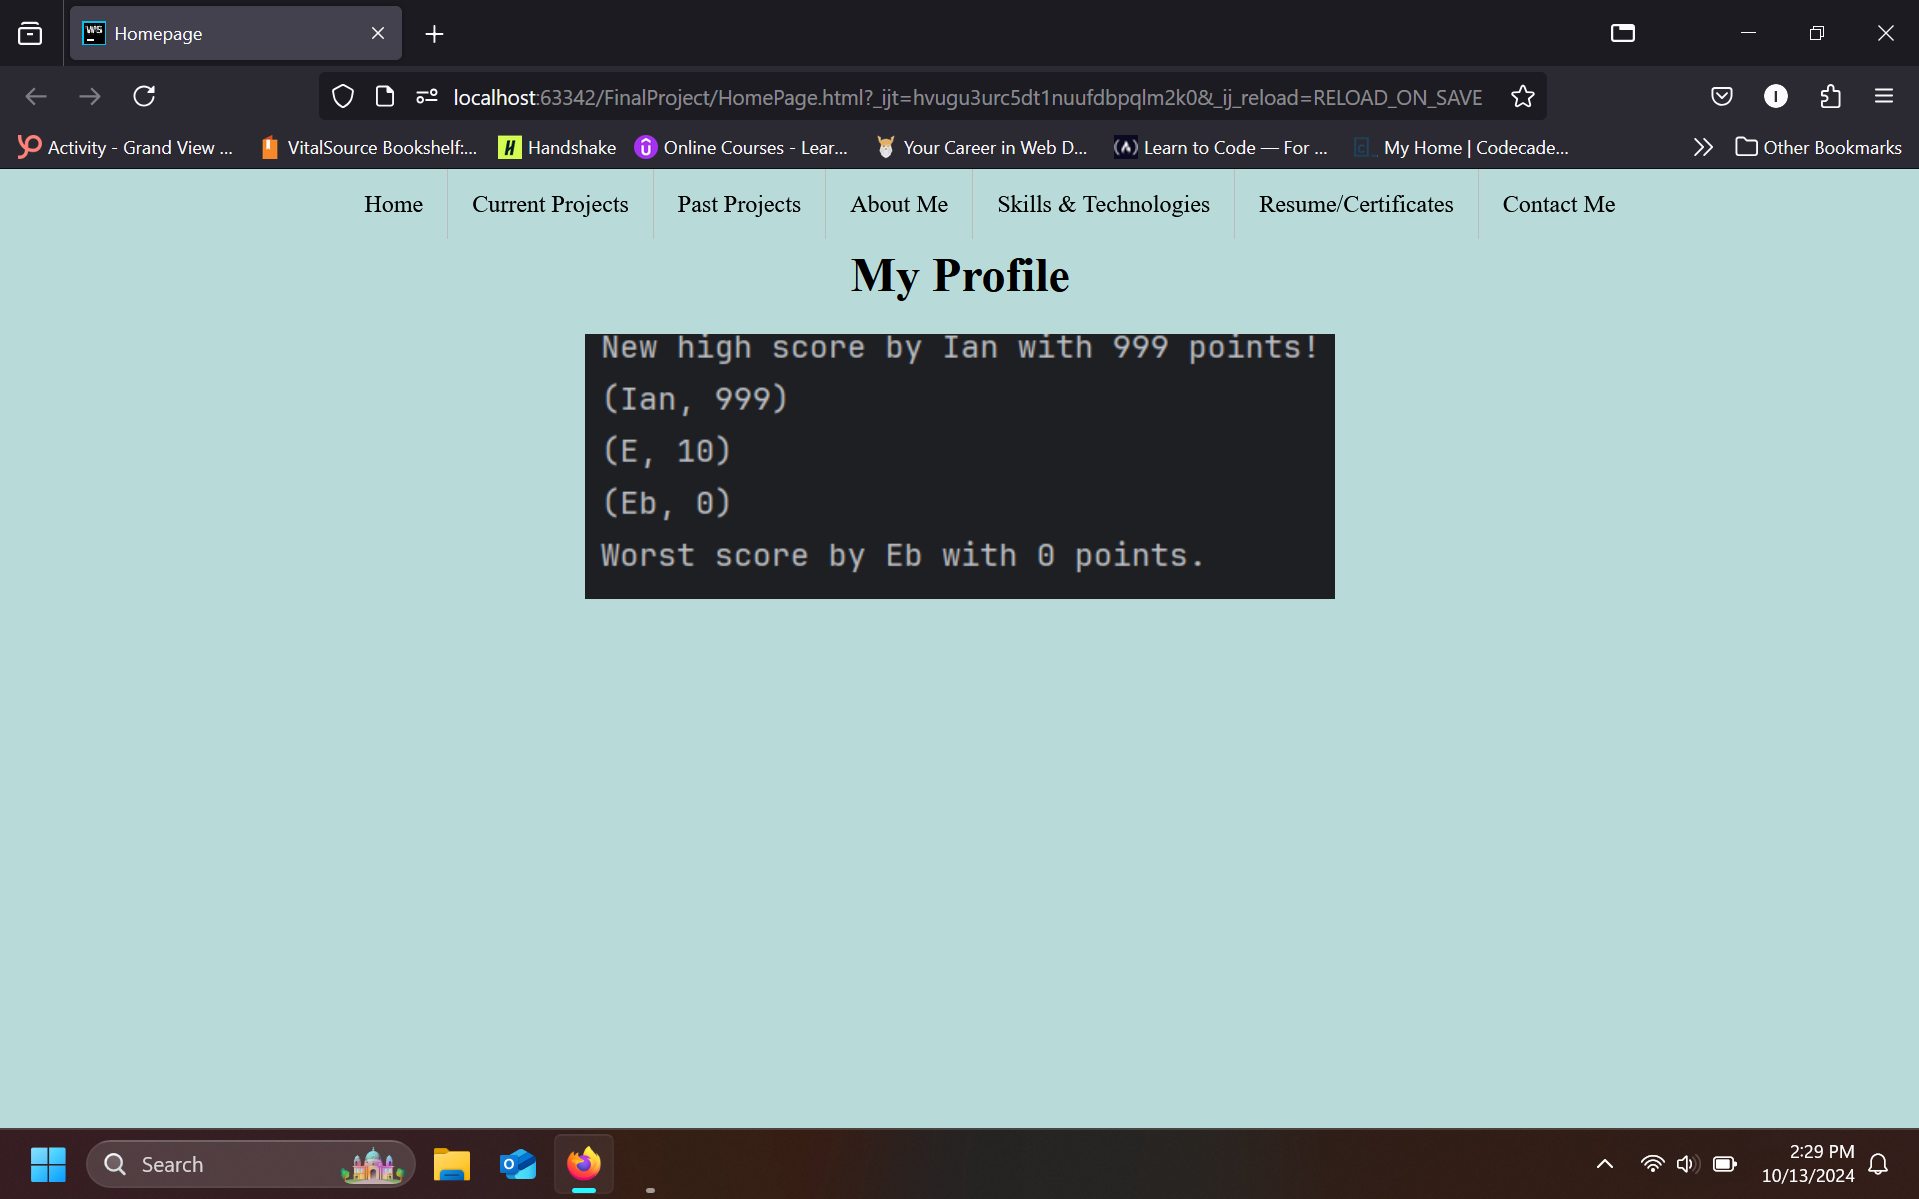 Homepage
localhost:63342/FinalProject/HomePage.html?_ijt=hvugu3urc5dt1nuufdbpqlm2k0&_ij_reload=RELOAD_ON_SAVE
Activity - Grand View ... VitalSource Bookshelf:... Handshake Online Courses - Lear... Your Career in Web D... Learn to Code — For ... My Home | Codecade... Other Bookmarks
Home Current Projects Past Projects About Me Skills & Technologies Resume/Certificates Contact Me
My Profile
New high score by Ian with 999 points!
(Ian, 999)
(E, 10)
(Eb, 0)
Worst score by Eb with 0 points.
Search
2:29 PM
10/13/2024